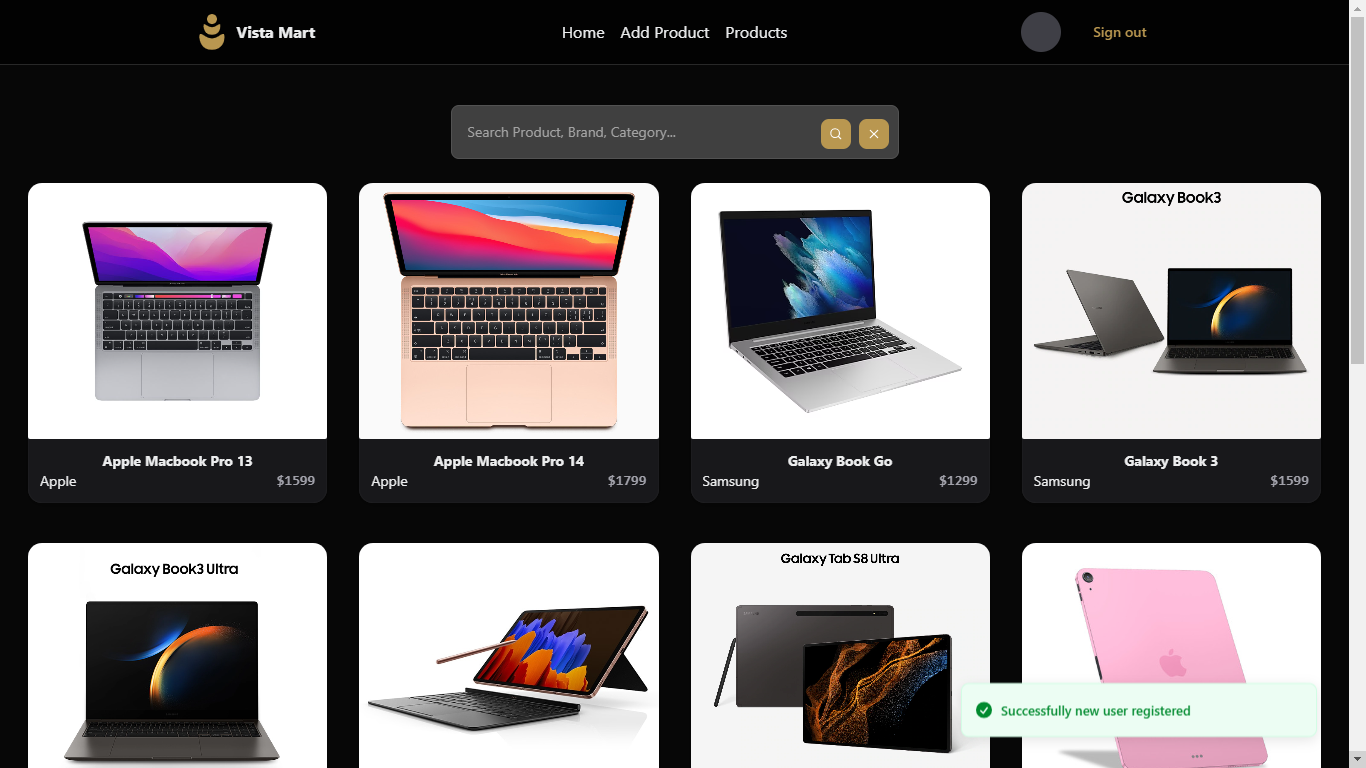 Vista Mart
Home Add Product Products
Sign out
Search Product, Brand, Category...
Galaxy Book3
Apple Macbook Pro 13
Apple $1599
Apple Macbook Pro 14
Apple $1799
Galaxy Book Go
Samsung $1299
Galaxy Book 3
Samsung $1599
Galaxy Book3 Ultra
Galaxy Tab S8 Ultra
Successfully new user registered